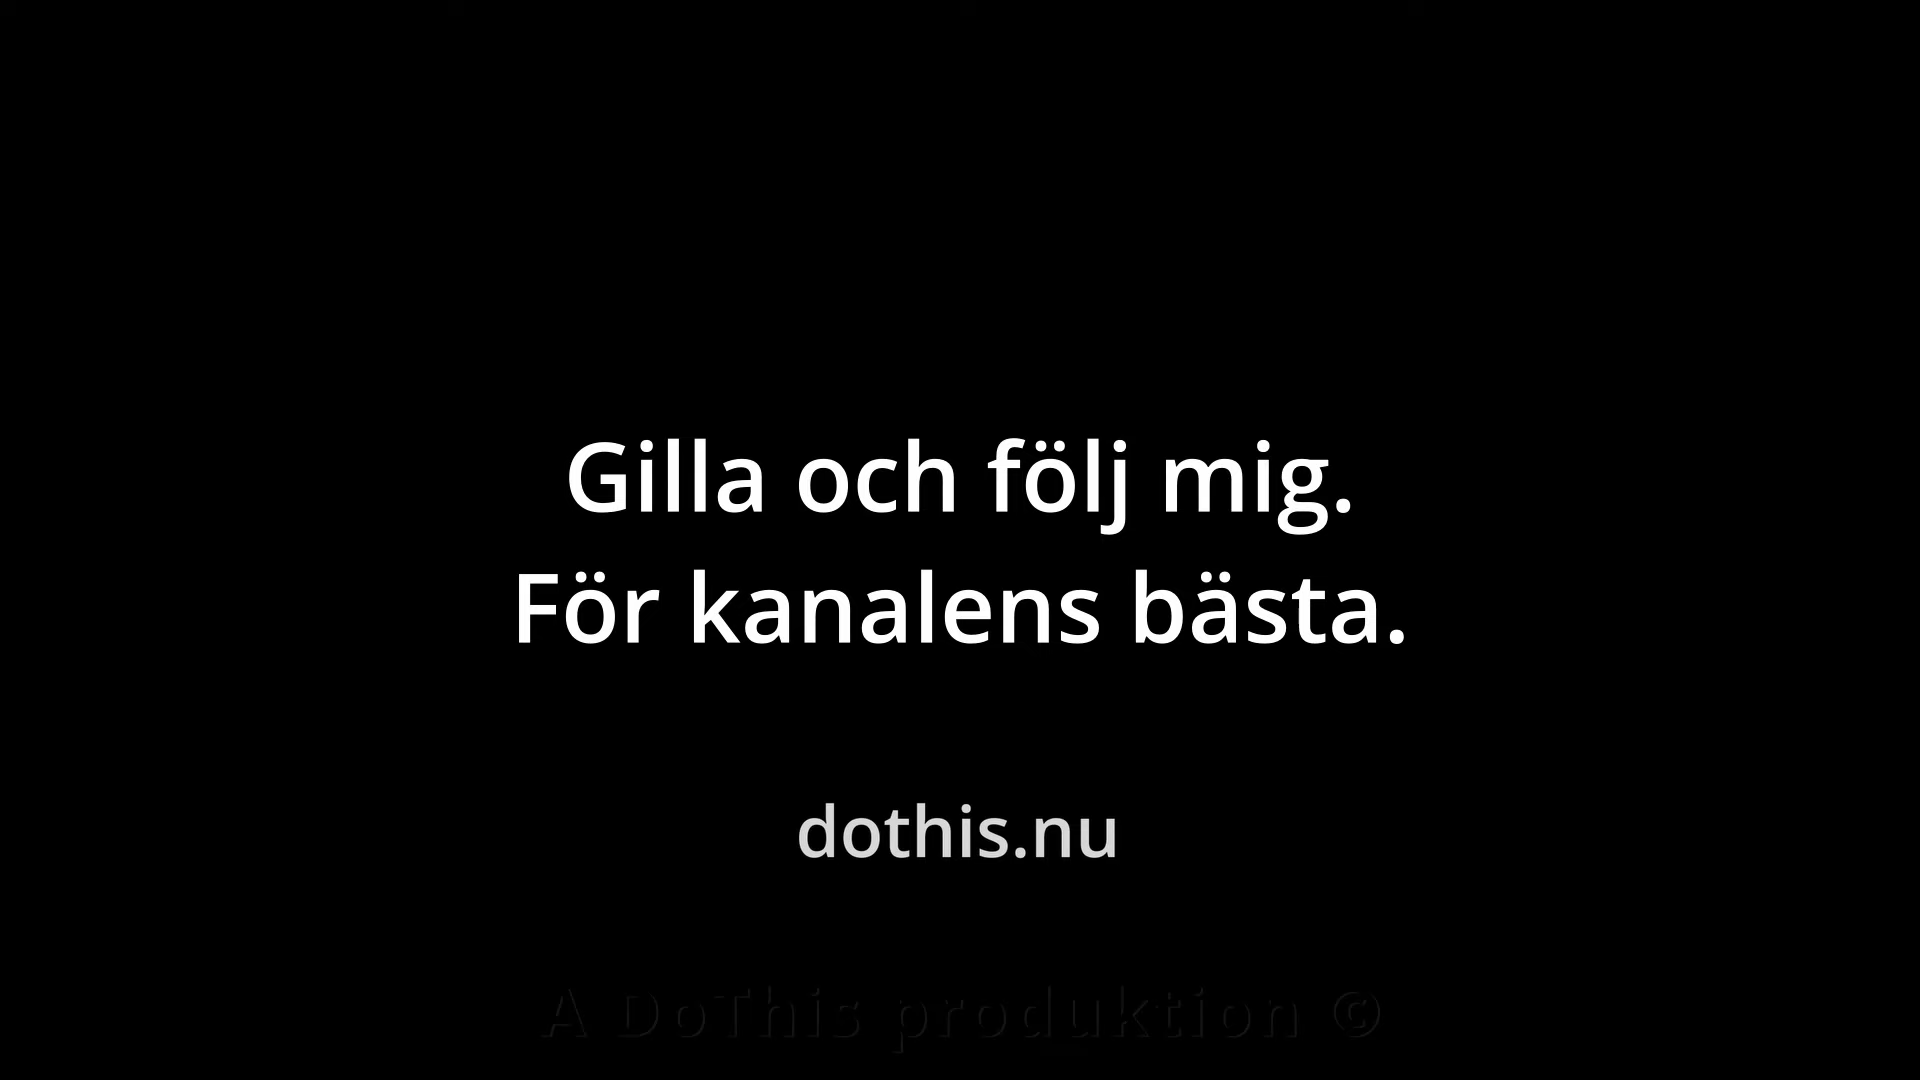 Gilla och följ mig.
För kanalens bästa.
dothis.nu
A DoThis produktion ©